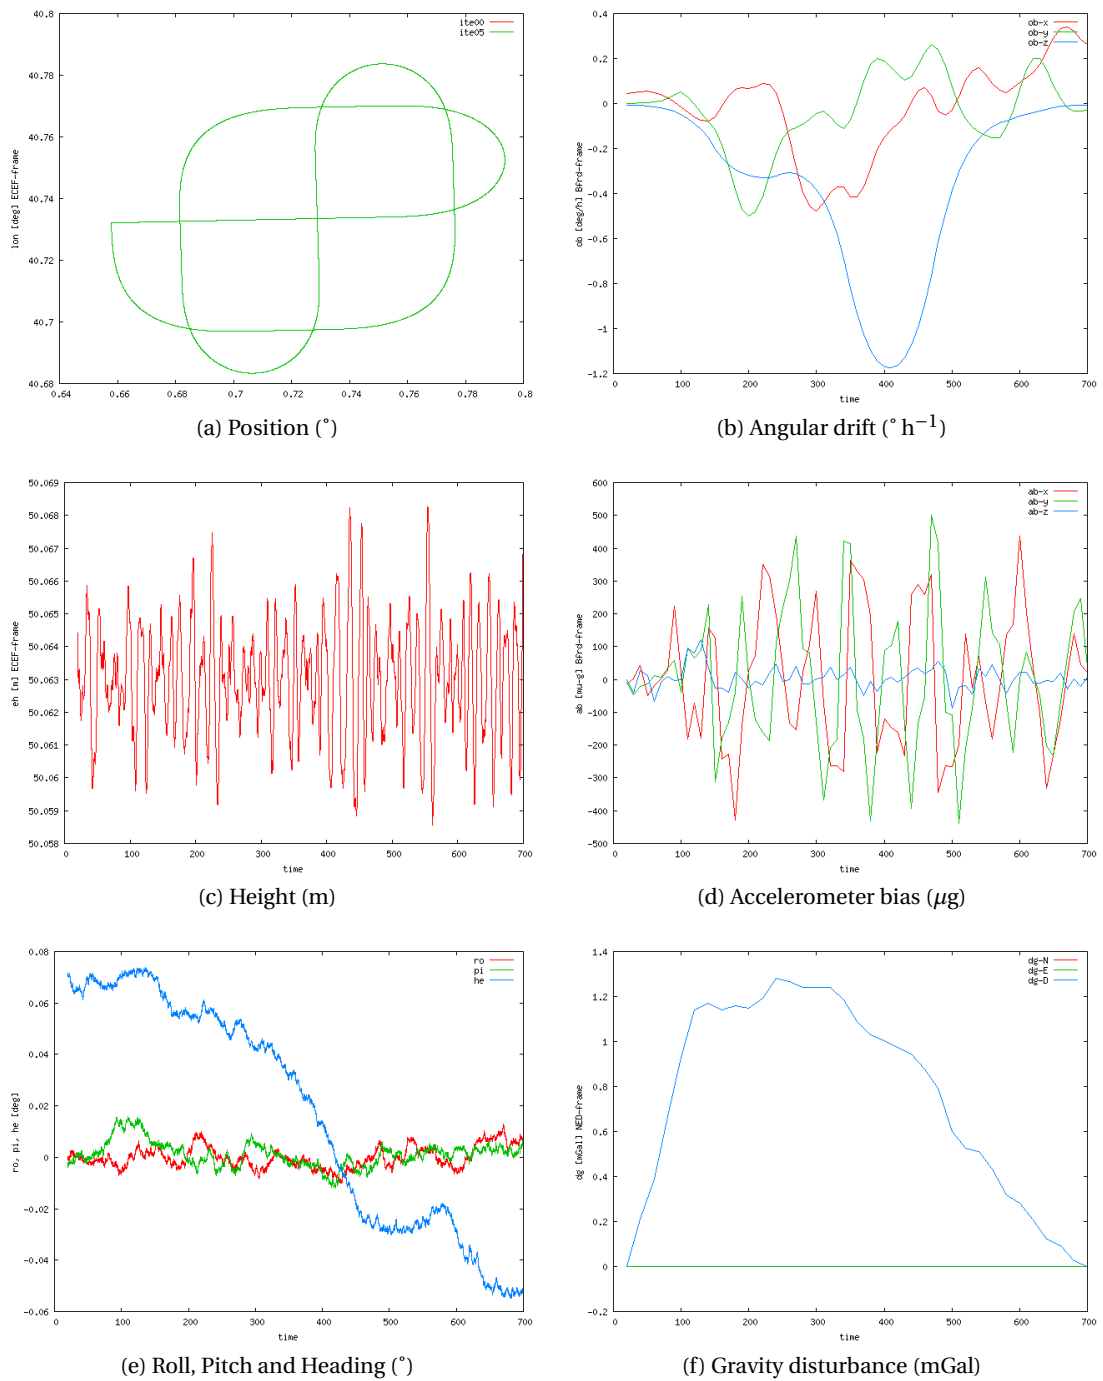 40.8
40.78
40.76
40.74
40.72
40.7
40.68
lon [deg] ECEF-frame
0.64 0.66 0.68 0.7 0.72 0.74 0.76 0.78 0.8
ite00
ite05
(a) Position (°)
0.4
0.2
0
-0.2
-0.4
-0.6
-0.8
-1
-1.2
ob [deg/h] Bfrd-frame
0 100 200 300 400 500 600 700
time
ob-x
ob-y
ob-z
(b) Angular drift (° h−1)
50.069
50.068
50.067
50.066
50.065
50.064
50.063
50.062
50.061
50.06
50.059
50.058
eh [m] ECEF-frame
0 100 200 300 400 500 600 700
time
(c) Height (m)
600
500
400
300
200
100
0
-100
-200
-300
-400
-500
ab [mu-g] Bfrd-frame
0 100 200 300 400 500 600 700
time
ab-x
ab-y
ab-z
(d) Accelerometer bias (μg)
0.08
0.06
0.04
0.02
0
-0.02
-0.04
-0.06
ro, pi, he [deg]
0 100 200 300 400 500 600 700
time
ro
pi
he
(e) Roll, Pitch and Heading (°)
1.4
1.2
1
0.8
0.6
0.4
0.2
0
-0.2
dg [mGal] NED-frame
0 100 200 300 400 500 600 700
time
dg-N
dg-E
dg-D
(f) Gravity disturbance (mGal)